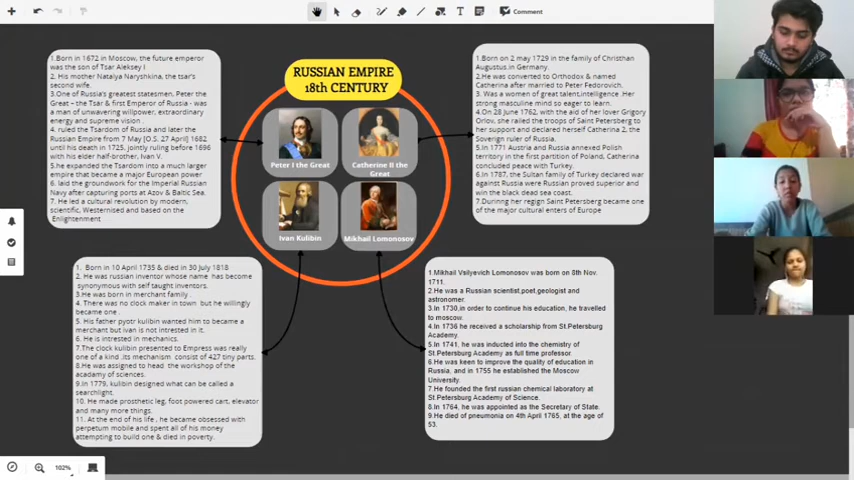 Comment
RUSSIAN EMPIRE
18th CENTURY
Peter I the Great
Catherine II the
Great
Ivan Kulibin
Mikhail Lomonosov
1.Born in 1672 in Moscow, the future emperor
was the son of Tsar Aleksey I
2. His mother Natalya Naryshkina, the tsar's
second wife.
3.One of Russia's greatest statesmen, Peter the
Great – the Tsar & first Emperor of Russia - was
a man of unwavering willpower, extraordinary
energy and supreme vision .
4. ruled the Tsardom of Russia and later the
Russian Empire from 7 May [O.S. 27 April] 1682
until his death in 1725, jointly ruling before 1696
with his elder half-brother, Ivan V.
5.he expanded the Tsardom into a much larger
empire that became a major European power
6. laid the groundwork for the Imperial Russian
Navy after capturing ports at Azov & Baltic Sea.
7. He led a cultural revolution by modern,
scientific, Westernised and based on the
Enlightenment
1.Born on 2 may 1729 in the family of Christhan
Augustus.in Germany.
2.He was converted to Orthodox & named
Catherina after married to Peter Fedorovich.
3. Was a women of great talent,intelligence .Her
strong masculine mind so eager to learn.
4.On 28 June 1762, with the aid of her lover Grigory
Orlov, she railed the troops of Saint Petersberg to
her support and declared herself Catherina 2, the
Soverign ruler of Russia.
5.In 1771 Austria and Russia annexed Polish
territory in the first partition of Poland, Catherina
concluded peace with Turkey.
6.In 1787, the Sultan family of Turkey declared war
against Russia were Russian proved superior and
win the black dead sea coast.
7.During her regign Saint Petersberg became one
of the major cultural enters of Europe
1. Born in 10 April 1735 & died in 30 July 1818
2. He was russian inventor whose name has become
synonymous with self taught inventors.
3.He was born in merchant family .
4. There was no clock maker in town but he willingly
became one .
5. His father pyotr kulibin wanted him to became a
merchant but ivan is not intrested in it.
6. He is intrested in mechanics.
7.The clock kulibin presented to Empress was really
one of a kind .its mechanism consist of 427 tiny parts.
8.He was assigned to head the workshop of the
acadamy of sciences.
9.In 1779, kulibin designed what can be called a
searchlight.
10. He made prosthetic leg, foot powered cart, elevator
and many more things.
11. At the end of his life , he became obsessed with
perpetum mobile and spent all of his money
attempting to build one & died in poverty.
1.Mikhail Vsilyevich Lomonosov was born on 8th Nov.
1711.
2.He was a Russian scientist,poet,geologist and
astronomer.
3.In 1730,in order to continue his education, he travelled
to moscow.
4.In 1736 he received a scholarship from St.Petersburg
Academy.
5.In 1741, he was inducted into the chemistry of
St.Petersburg Academy as full time professor.
6.He was keen to improve the quality of education in
Russia, and in 1755 he established the Moscow
University.
7.He founded the first russian chemical laboratory at
St.Petersburg Academy of Science.
8.In 1764, he was appointed as the Secretary of State.
9.He died of pneumonia on 4th April 1765, at the age of
53.
102%